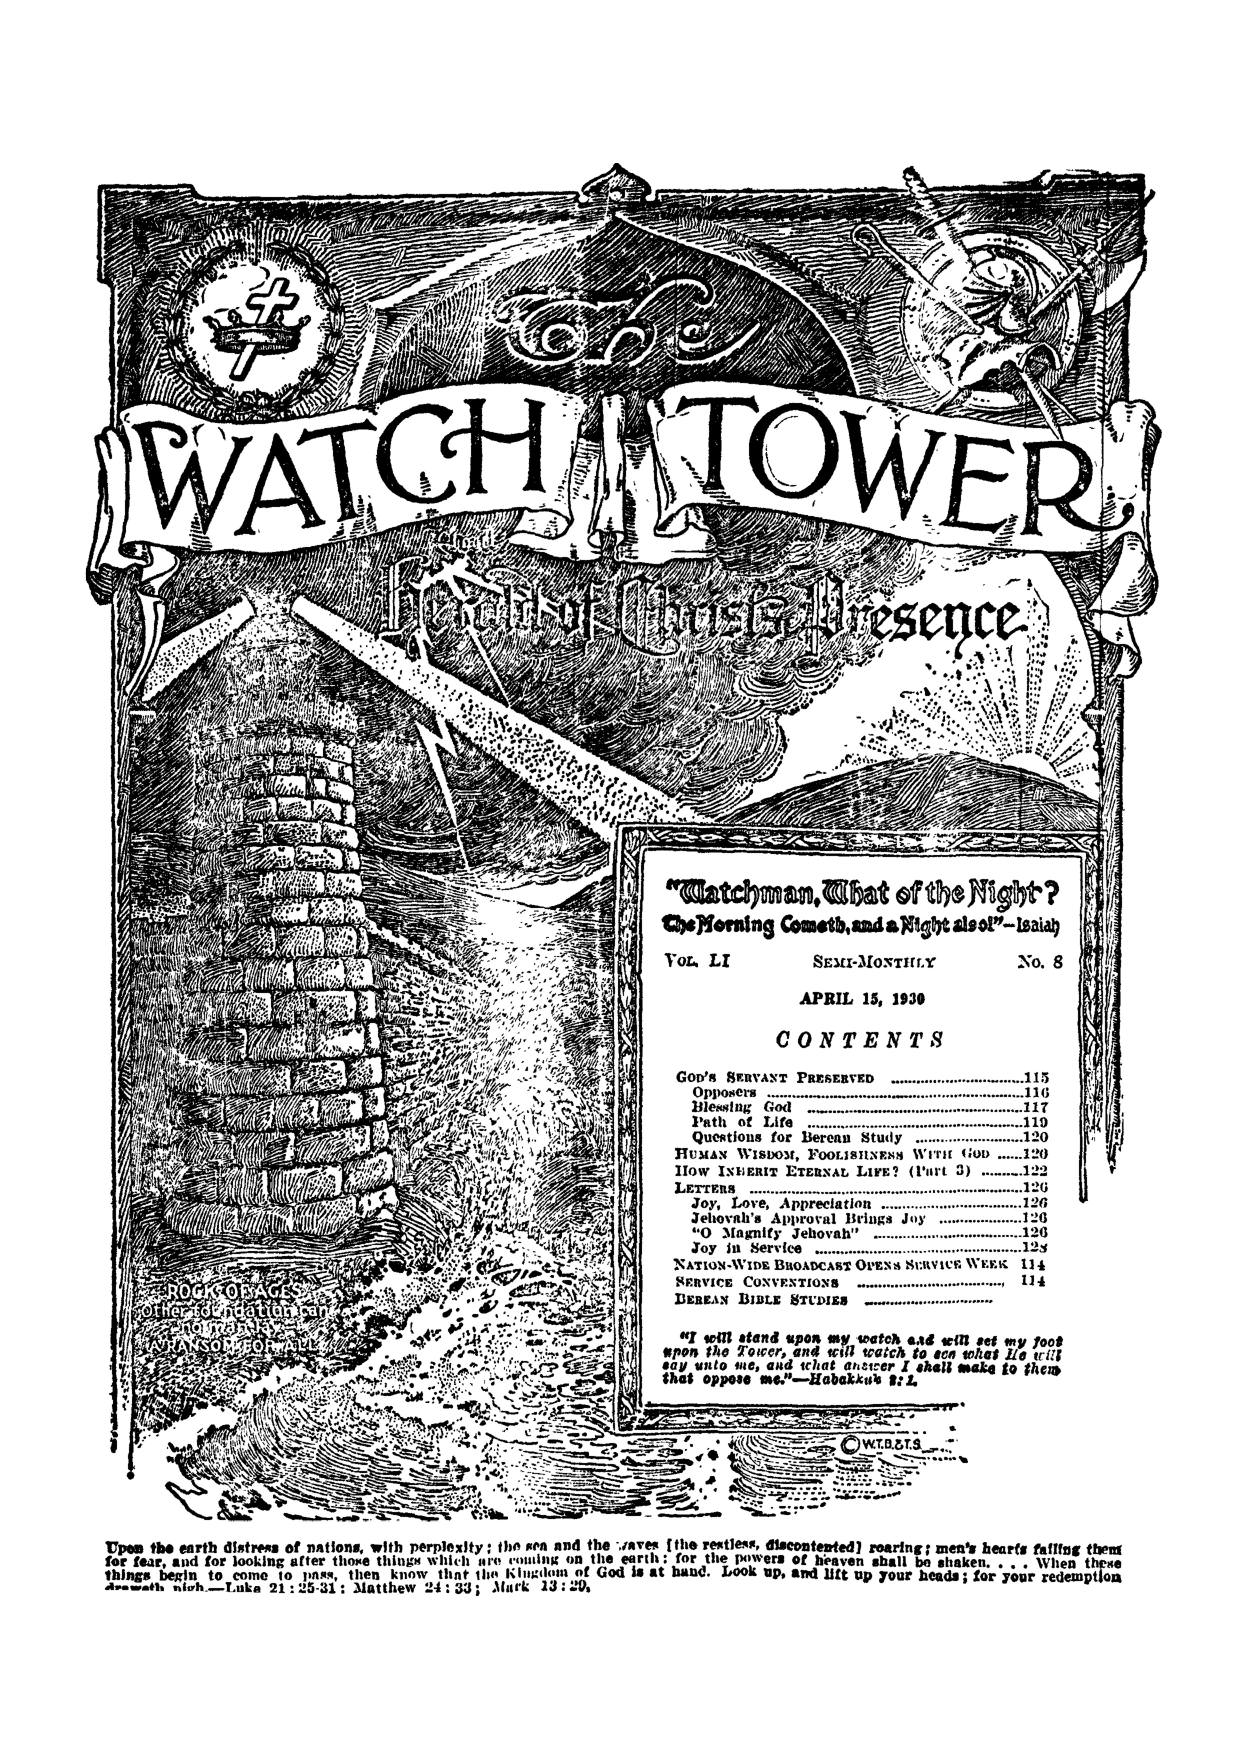 The
WATCH TOWER
And
Herald of Christ's Presence
"Watchman, What of the Night?
The Morning Cometh, and a Night also!"—Isaiah
VOL. LI SEMI-MONTHLY No. 8
APRIL 15, 1930
CONTENTS
GOD'S SERVANT PRESERVED ..............................115
Opposers ..............................116
Blessing God ..............................117
Path of Life ..............................119
Questions for Berean Study ..............................120
HUMAN WISDOM, FOOLISHNESS WITH GOD ......120
HOW INHERIT ETERNAL LIFE? (Part 3) .........122
LETTERS ..............................126
Joy, Love, Appreciation ..............................126
Jehovah's Approval Brings Joy ..................126
"O Magnify Jehovah" ..............................126
Joy in Service ..............................128
NATION-WIDE BROADCAST OPENS SERVICE WEEK 114
SERVICE CONVENTIONS .............................., 114
BEREAN BIBLE STUDIES ..............................
"I will stand upon my watch and will set my foot
upon the Tower, and will watch to see what He will
say unto me, and what answer I shall make to them
that oppose me."—Habakkuk 2:1.
ROCK OF AGES
Other foundation can
A RANSOM FOR ALL
©W.T.B.&T.S.
Upon the earth distress of nations, with perplexity; the sea and the waves [the restless, discontented] roaring; men's hearts failing them
for fear, and for looking after those things which are coming on the earth: for the powers of heaven shall be shaken. . . . When these
things begin to come to pass, then know that the Kingdom of God is at hand. Look up, and lift up your heads; for your redemption
draweth nigh.—Luke 21:25-31; Matthew 24:33; Mark 13:29.